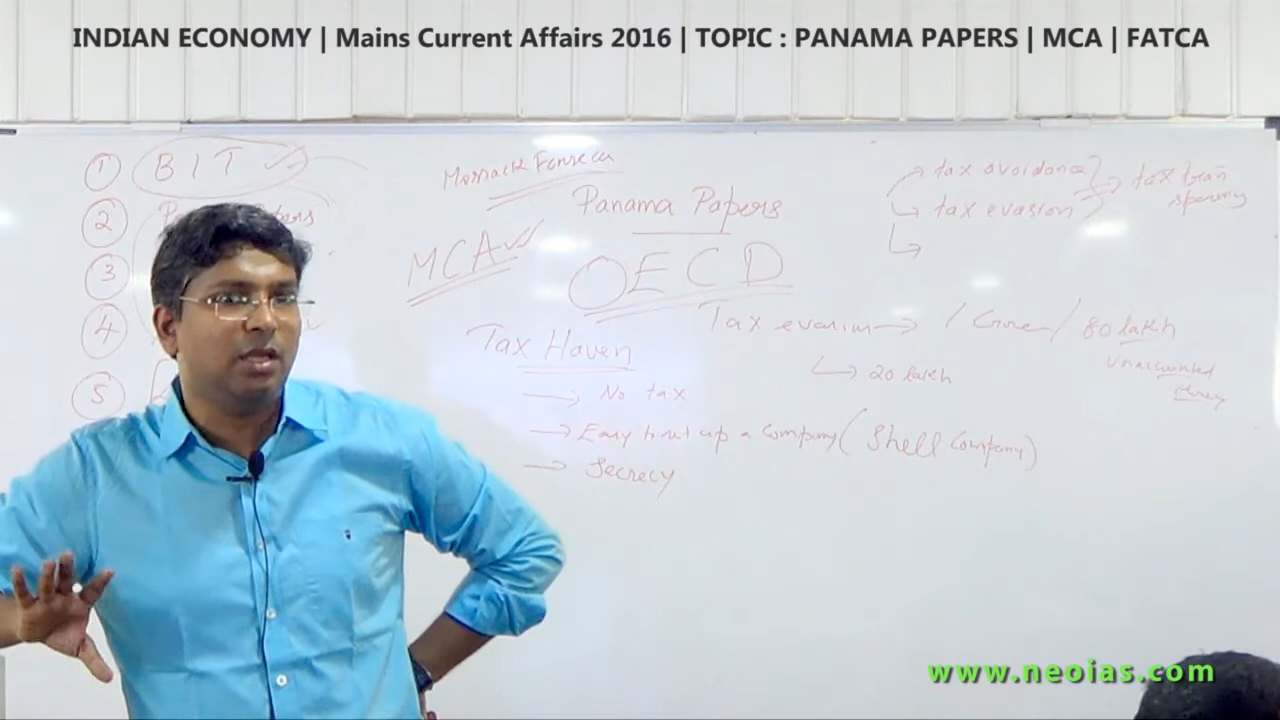 INDIAN ECONOMY | Mains Current Affairs 2016 | TOPIC : PANAMA PAPERS | MCA | FATCA
① BIT ✓
②
③
④
⑤
Mossack Fonseca
Panama Papers
MCA ✓
OECD
tax avoidance
tax evasion
tax
Tax Haven
→ No tax
→ Easy to set up a Company (Shell Company)
→ Secrecy
Tax evasion → 1 Crore / 80 lakh
20 lakh
Unaccounted
money
www.neoias.com